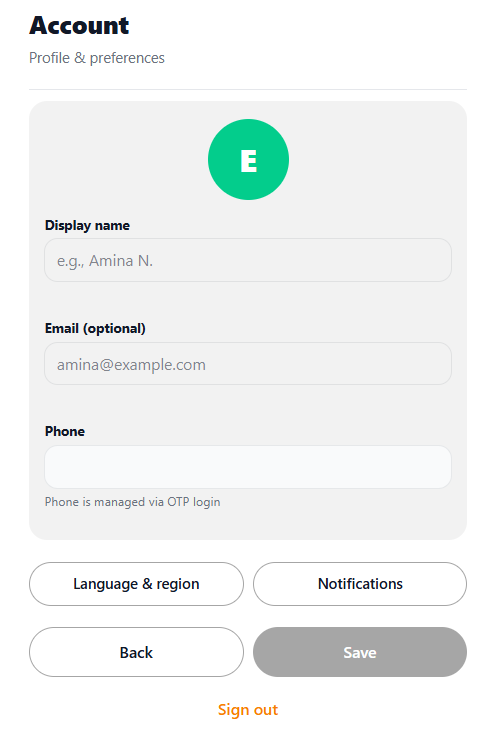 Account
Profile & preferences
E
Display name
e.g., Amina N.
Email (optional)
amina@example.com
Phone
Phone is managed via OTP login
Language & region
Notifications
Back
Save
Sign out